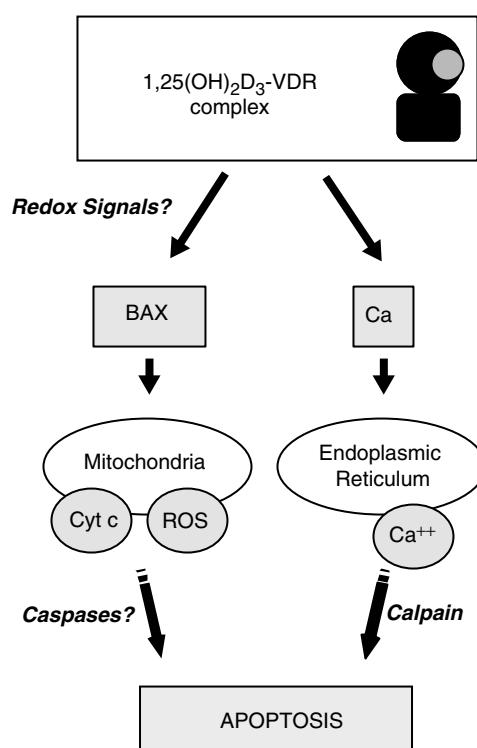 1,25(OH)₂D₃-VDR
complex
Redox Signals?
BAX
Ca
Mitochondria
Endoplasmic
Reticulum
Cyt c
ROS
Ca⁺⁺
Caspases?
Calpain
APOPTOSIS